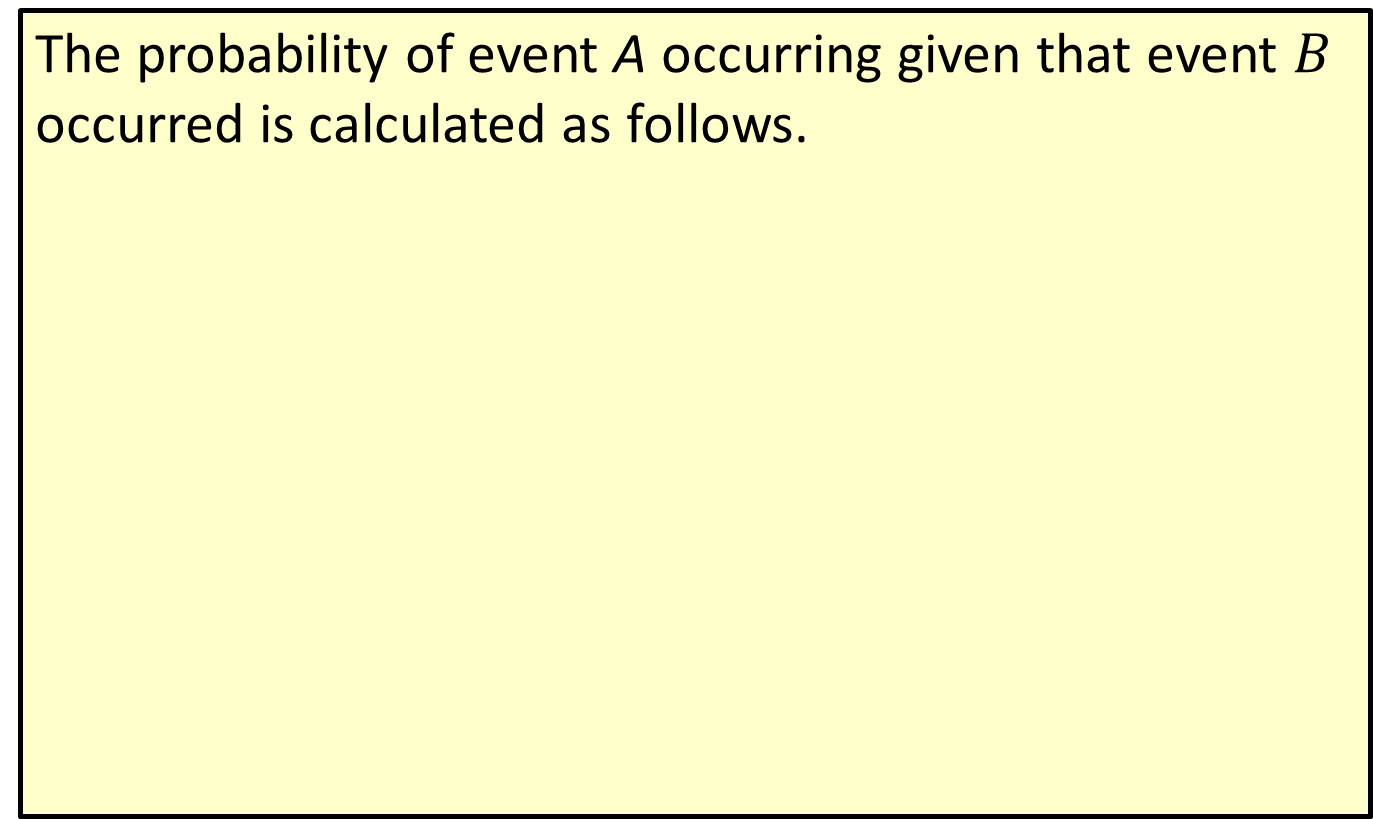 The probability of event A occurring given that event B
occurred is calculated as follows.